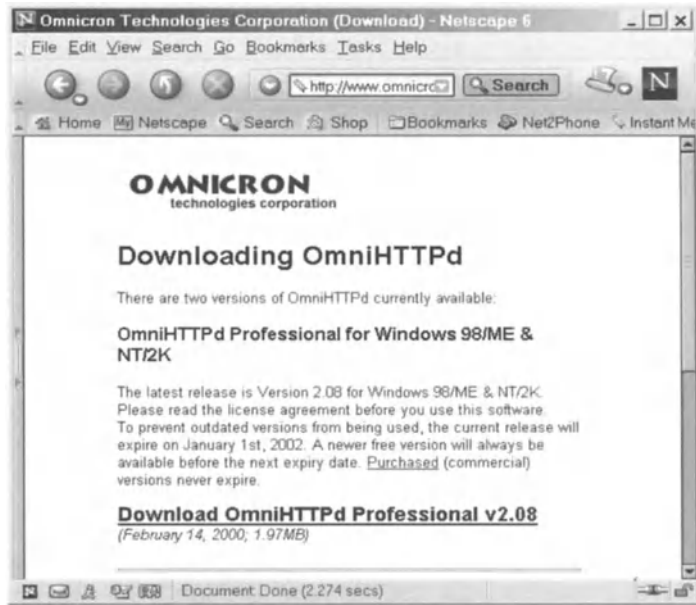 Omnicron Technologies Corporation (Download) - Netscape 6
File Edit View Search Go Bookmarks Tasks Help
http://www.omnicro Search N
Home My Netscape Search Shop Bookmarks Net2Phone Instant Me
OMNICRON
technologies corporation
Downloading OmniHTTPd
There are two versions of OmniHTTPd currently available:
OmniHTTPd Professional for Windows 98/ME &
NT/2K
The latest release is Version 2.08 for Windows 98/ME & NT/2K.
Please read the license agreement before you use this software.
To prevent outdated versions from being used, the current release will
expire on January 1st, 2002. A newer free version will always be
available before the next expiry date. Purchased (commercial)
versions never expire.
Download OmniHTTPd Professional v2.08
(February 14, 2000; 1.97MB)
Document: Done (2.274 secs)